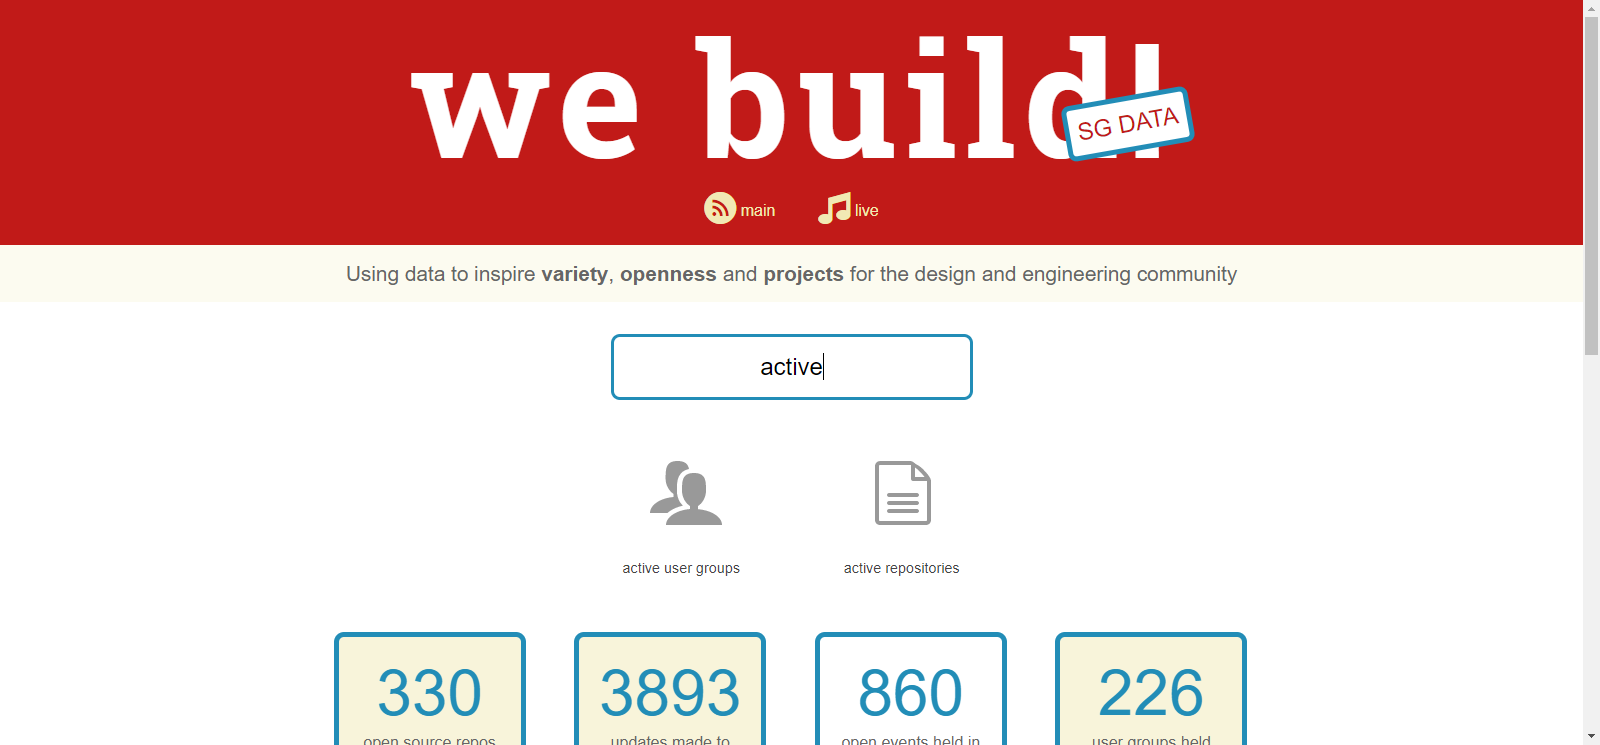 we build!
SG DATA
main live
Using data to inspire variety, openness and projects for the design and engineering community
active
active user groups active repositories
330 3893 860 226
open source repos updates made to open events held in user groups held